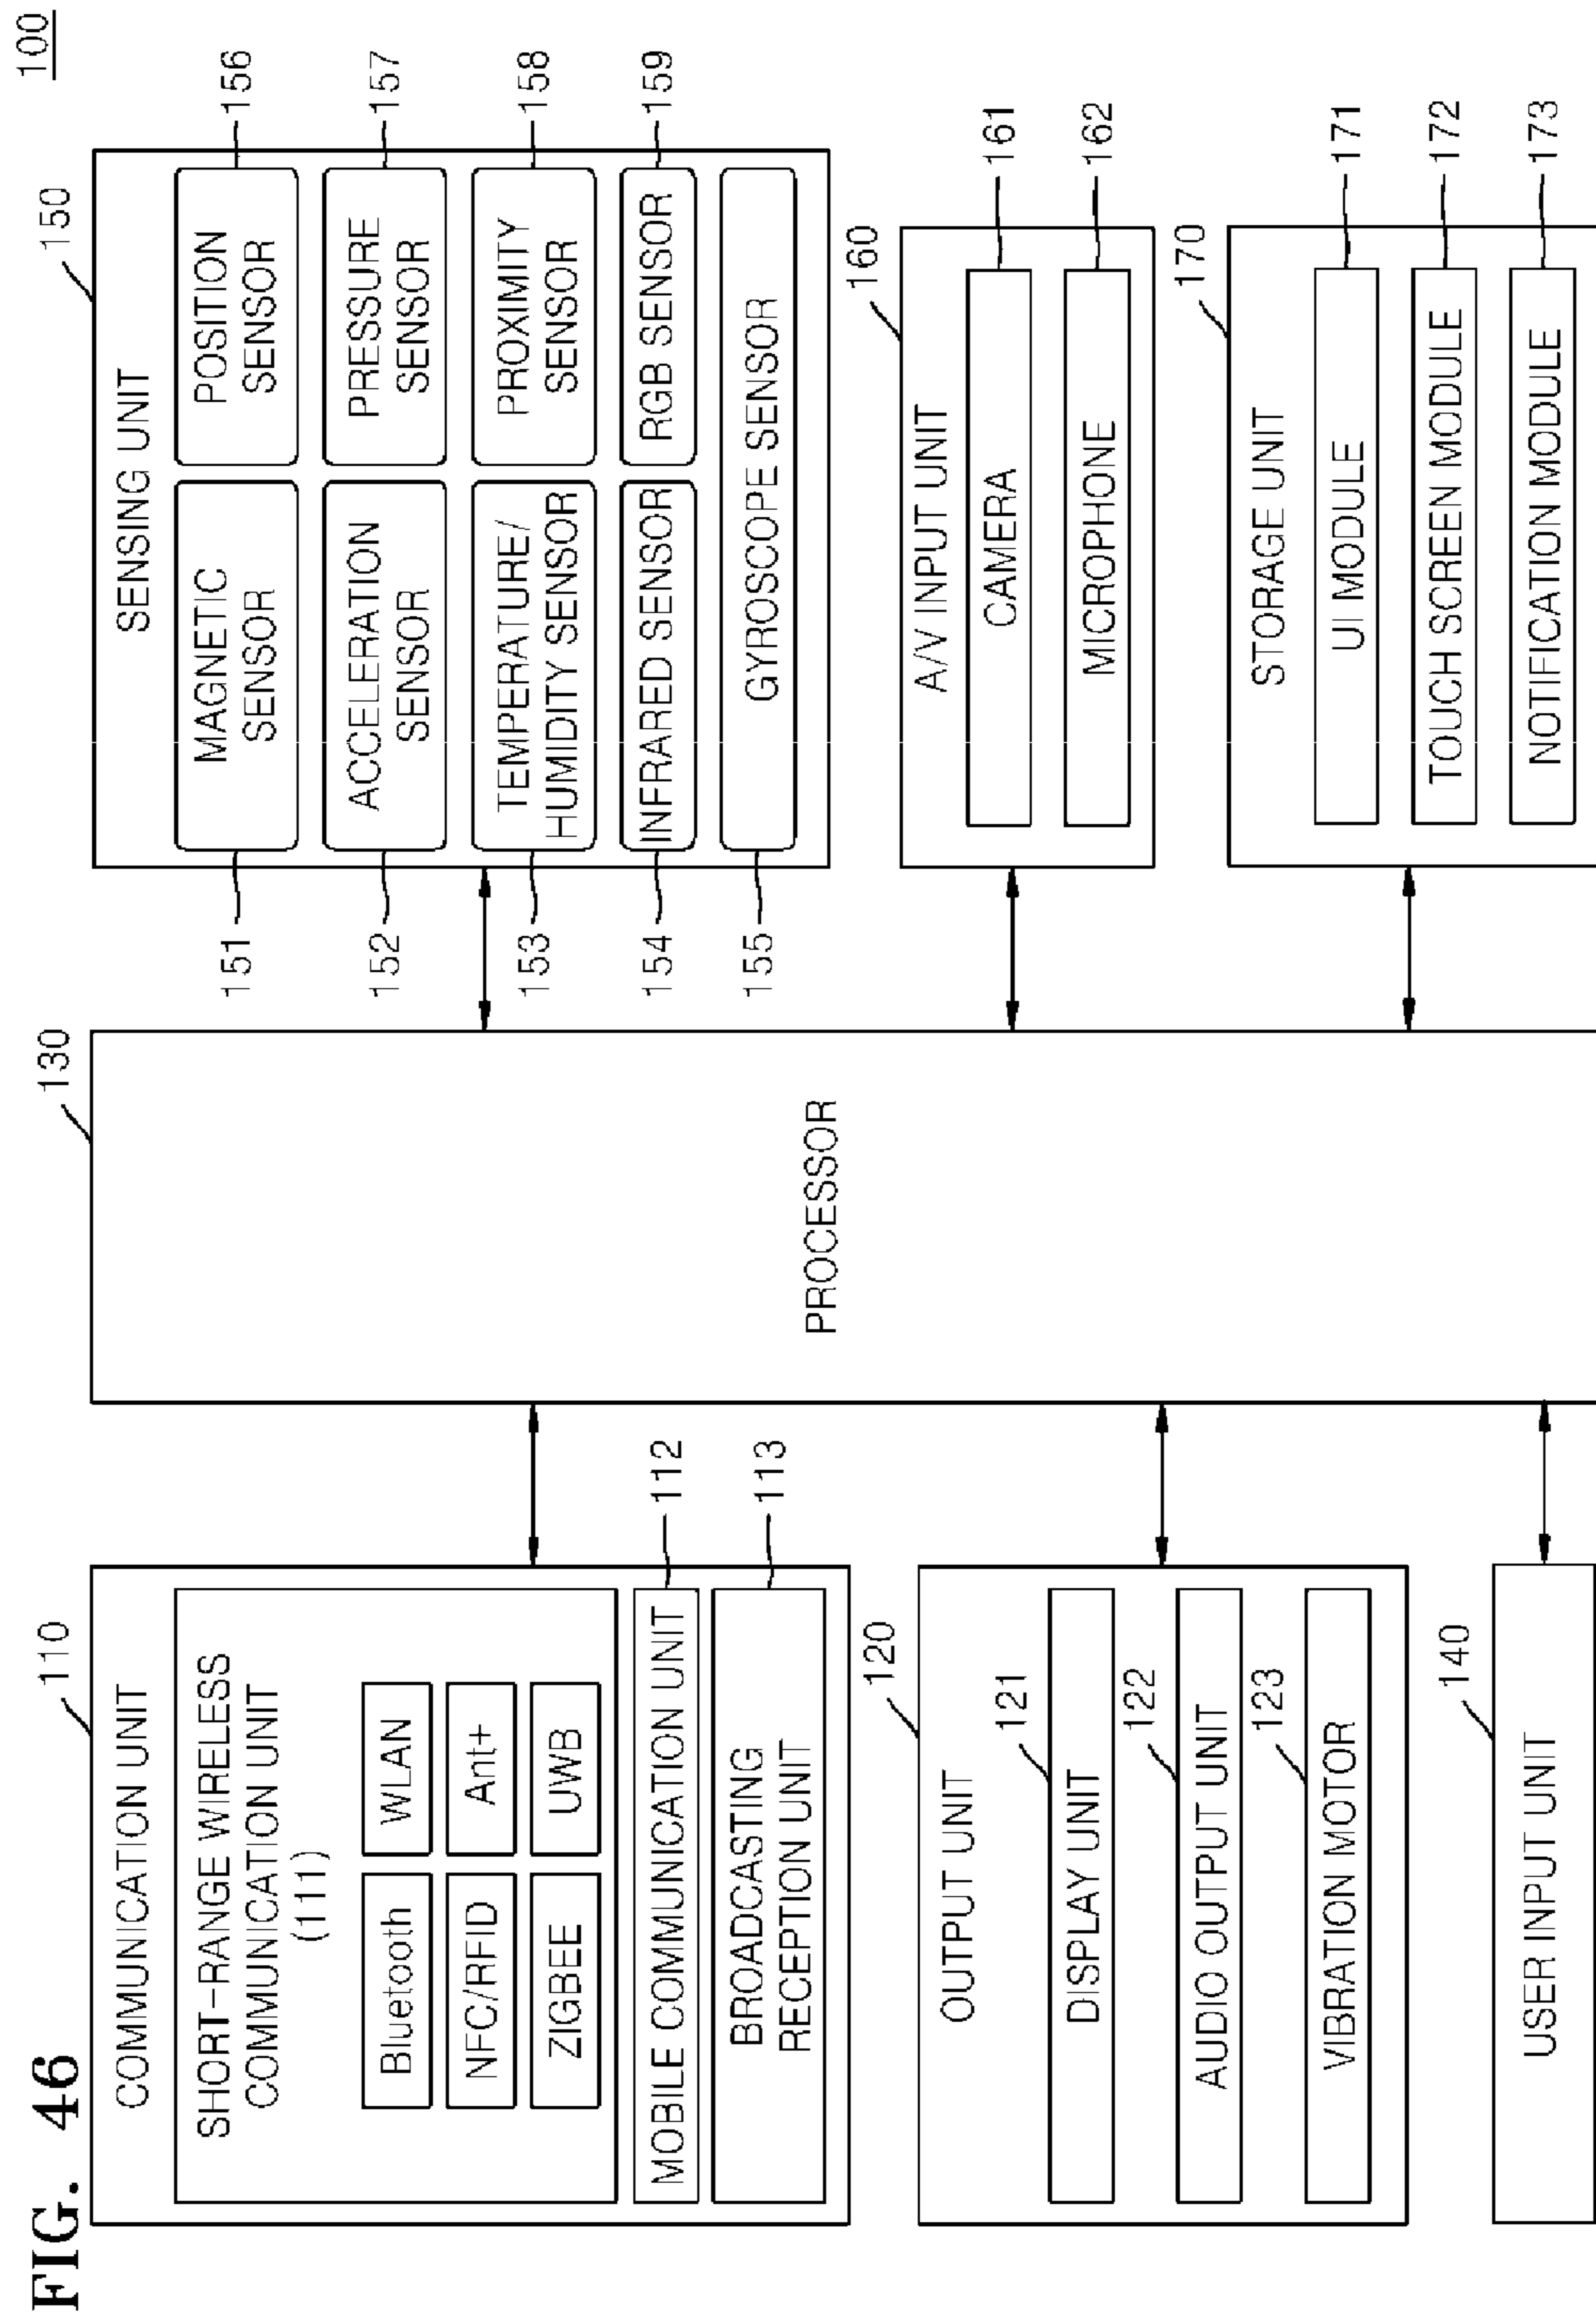 FIG. 46
100
110
COMMUNICATION UNIT
SHORT-RANGE WIRELESS
COMMUNICATION UNIT
(111)
Bluetooth
WLAN
NFC/RFID
Ant+
ZIGBEE
UWB
MOBILE COMMUNICATION UNIT
112
BROADCASTING
RECEPTION UNIT
113
120
OUTPUT UNIT
121
DISPLAY UNIT
122
AUDIO OUTPUT UNIT
123
VIBRATION MOTOR
140
USER INPUT UNIT
130
PROCESSOR
150
SENSING UNIT
151
MAGNETIC
SENSOR
POSITION
SENSOR
156
152
ACCELERATION
SENSOR
PRESSURE
SENSOR
157
153
TEMPERATURE/
HUMIDITY SENSOR
PROXIMITY
SENSOR
158
154
INFRARED SENSOR
RGB SENSOR
159
155
GYROSCOPE SENSOR
160
A/V INPUT UNIT
CAMERA
161
MICROPHONE
162
170
STORAGE UNIT
UI MODULE
171
TOUCH SCREEN MODULE
172
NOTIFICATION MODULE
173